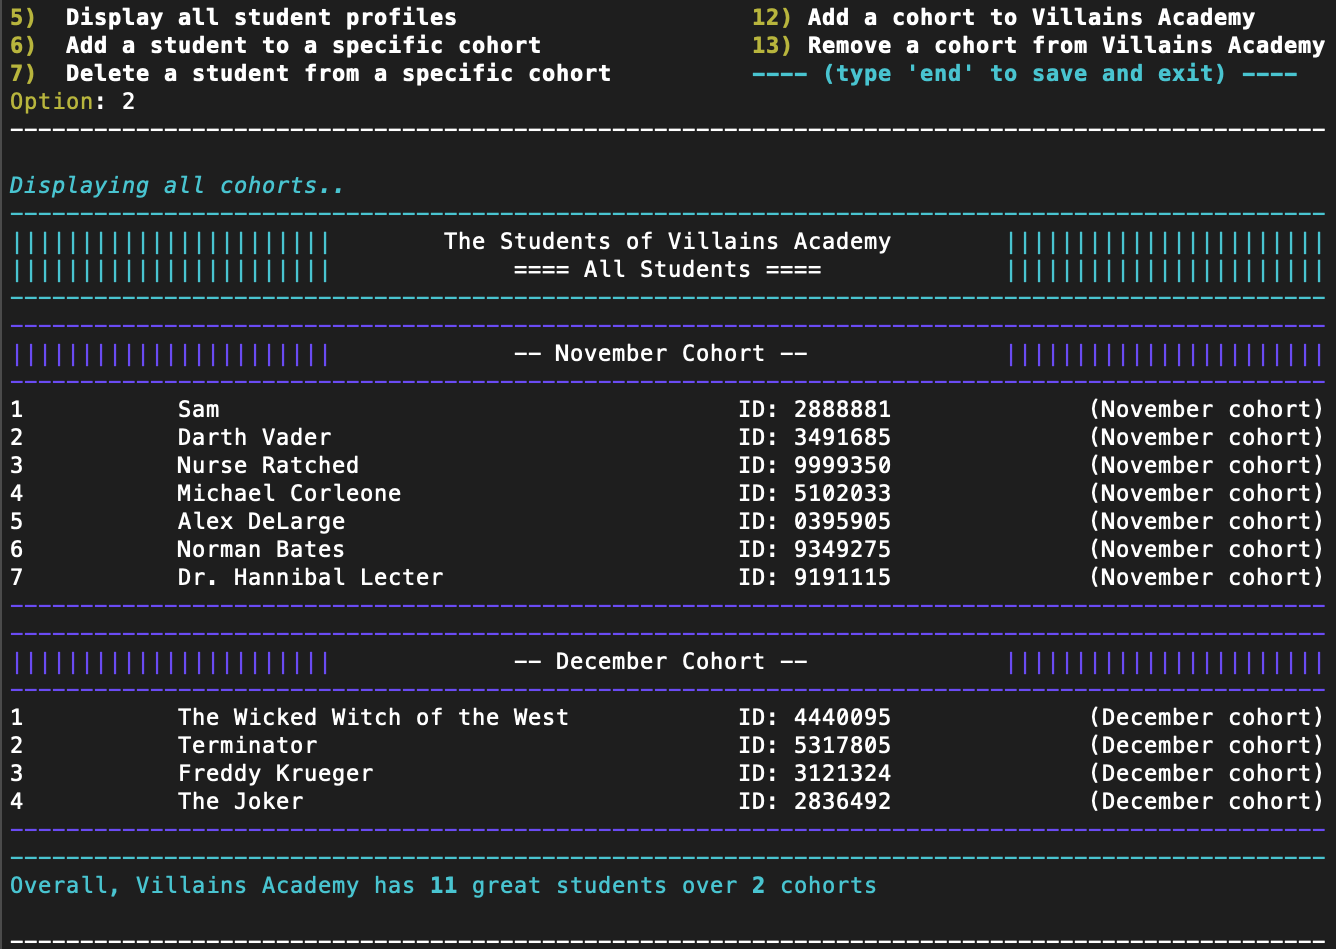 5)  Display all student profiles    12) Add a cohort to Villains Academy
6)  Add a student to a specific cohort    13) Remove a cohort from Villains Academy
7)  Delete a student from a specific cohort    ---- (type 'end' to save and exit) ----
Option: 2
Displaying all cohorts..
The Students of Villains Academy
==== All Students ====
-- November Cohort --
1    Sam    ID: 2888881    (November cohort)
2    Darth Vader    ID: 3491685    (November cohort)
3    Nurse Ratched    ID: 9999350    (November cohort)
4    Michael Corleone    ID: 5102033    (November cohort)
5    Alex DeLarge    ID: 0395905    (November cohort)
6    Norman Bates    ID: 9349275    (November cohort)
7    Dr. Hannibal Lecter    ID: 9191115    (November cohort)
-- December Cohort --
1    The Wicked Witch of the West    ID: 4440095    (December cohort)
2    Terminator    ID: 5317805    (December cohort)
3    Freddy Krueger    ID: 3121324    (December cohort)
4    The Joker    ID: 2836492    (December cohort)
Overall, Villains Academy has 11 great students over 2 cohorts